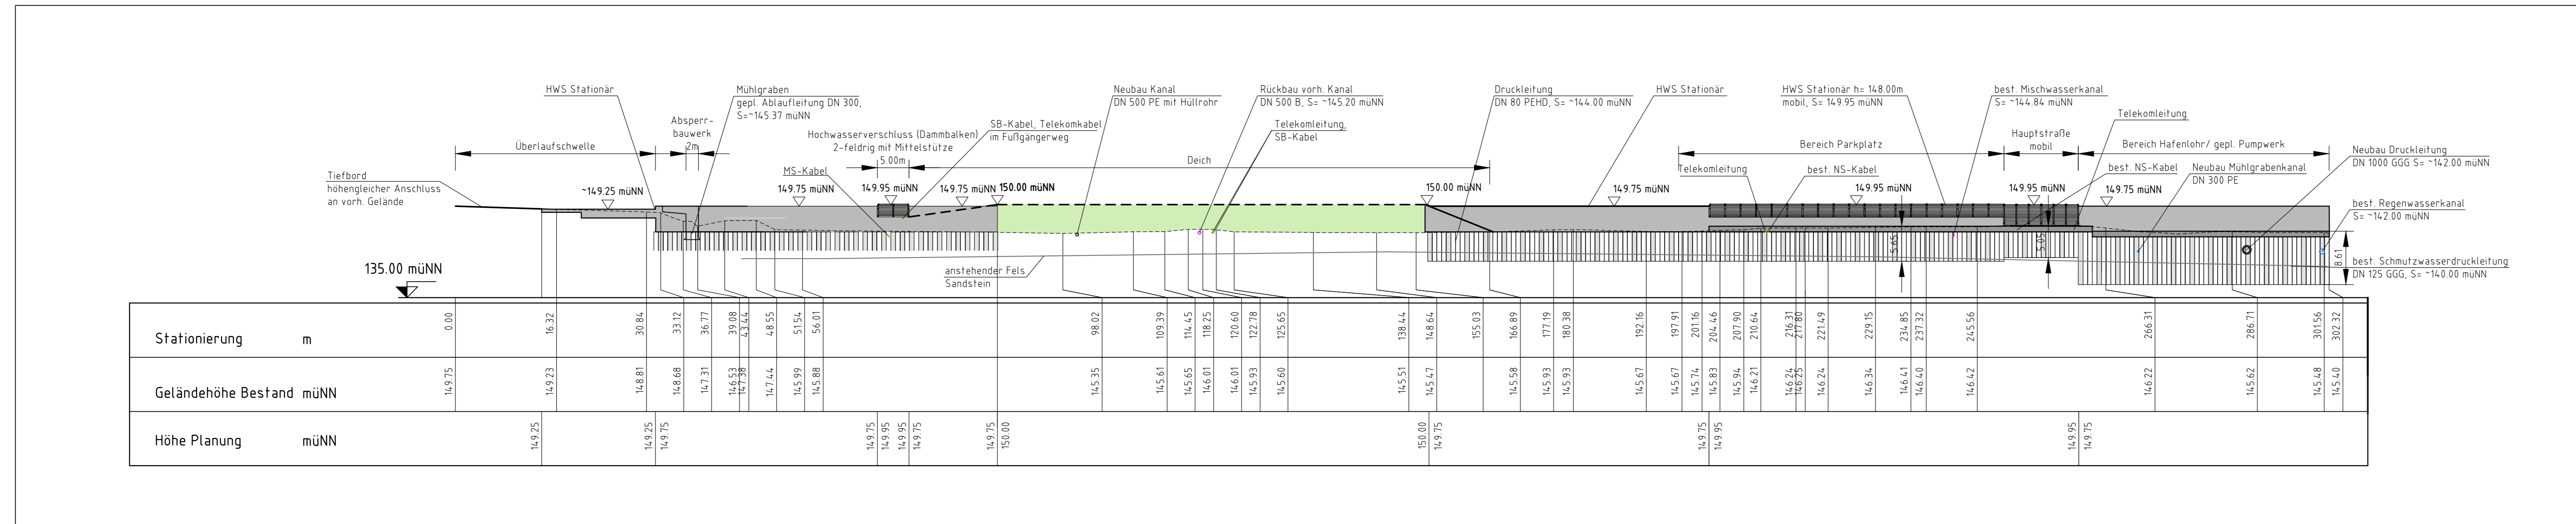 HWS Stationär
Mühlgraben
gepl. Ablaufleitung DN 300,
S=~145.37 müNN
Absperr-
bauwerk
2m
Überlaufschwelle
Tiefbord
höhengleicher Anschluss
an vorh. Gelände
~149.25 müNN
MS-Kabel
149.75 müNN
Hochwasserverschluss (Dammbalken)
2-feldrig mit Mittelstütze
5.00m
149.95 müNN
SB-Kabel, Telekomkabel
im Fußgängerweg
149.75 müNN
150.00 müNN
Neubau Kanal
DN 500 PE mit Hüllrohr
Rückbau vorh. Kanal
DN 500 B, S= ~145.20 müNN
Telekomleitung,
SB-Kabel
Deich
150.00 müNN
Druckleitung
DN 80 PEHD, S= ~144.00 müNN
HWS Stationär
149.75 müNN
HWS Stationär h= 148.00m
mobil, S= 149.95 müNN
Bereich Parkplatz
Telekomleitung
best. NS-Kabel
149.95 müNN
best. Mischwasserkanal
S= ~144.84 müNN
Hauptstraße
mobil
149.95 müNN
Telekomleitung
Bereich Hafenlohr/ gepl. Pumpwerk
best. NS-Kabel
149.75 müNN
Neubau Mühlgrabenkanal
DN 300 PE
Neubau Druckleitung
DN 1000 GGG S= ~142.00 müNN
best. Regenwasserkanal
S= ~142.00 müNN
best. Schmutzwasserdruckleitung
DN 125 GGG, S= ~140.00 müNN
5.65
5.05
8.61
anstehender Fels
Sandstein
135.00 müNN
Stationierung m
0.00
16.32
30.84
33.12
36.77
39.08
43.44
48.55
51.54
56.01
98.02
109.39
114.45
118.25
120.60
122.78
125.65
138.44
148.64
155.03
166.89
177.19
180.38
192.16
197.91
201.16
204.46
207.90
210.64
216.31
217.80
221.49
229.15
234.85
237.32
245.56
266.31
286.71
301.56
302.32
Geländehöhe Bestand müNN
149.75
149.23
148.81
148.68
147.31
146.53
147.38
147.44
145.99
145.88
145.35
145.61
145.65
146.01
146.01
145.93
145.60
145.51
145.47
145.58
145.93
145.93
145.67
145.67
145.74
145.83
145.94
146.21
146.24
146.25
146.24
146.34
146.41
146.40
146.42
146.22
145.62
145.48
145.40
Höhe Planung müNN
149.25
149.25
149.75
149.75
149.95
149.95
149.75
149.75
150.00
150.00
149.75
149.75
149.95
149.95
149.75